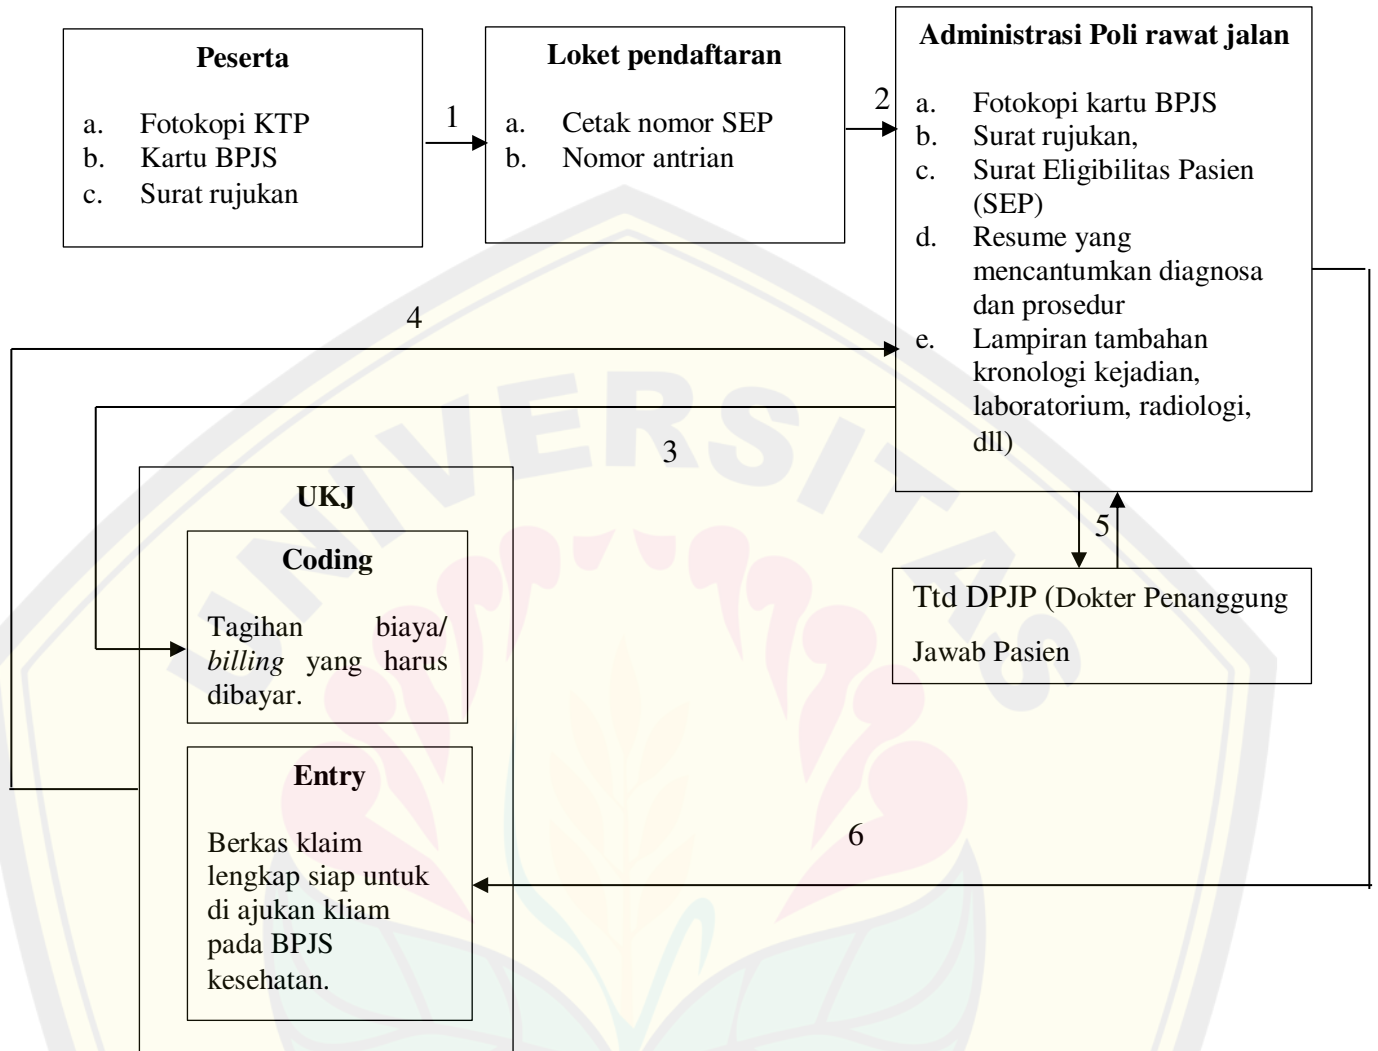 Peserta
a. Fotokopi KTP
b. Kartu BPJS
c. Surat rujukan
1
Loket pendaftaran
a. Cetak nomor SEP
b. Nomor antrian
2
Administrasi Poli rawat jalan
a. Fotokopi kartu BPJS
b. Surat rujukan,
c. Surat Eligibilitas Pasien
(SEP)
d. Resume yang
mencantumkan diagnosa
dan prosedur
e. Lampiran tambahan
kronologi kejadian,
laboratorium, radiologi,
dll)
4
3
5
Ttd DPJP (Dokter Penanggung
Jawab Pasien
UKJ
Coding
Tagihan biaya/
billing yang harus
dibayar.
Entry
Berkas klaim
lengkap siap untuk
di ajukan kliam
pada BPJS
kesehatan.
6
UNIVERSITAS